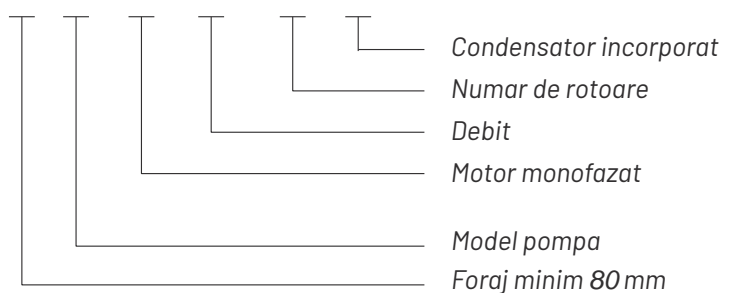 Condensator incorporat
Numar de rotoare
Debit
Motor monofazat
Model pompa
Foraj minim 80 mm